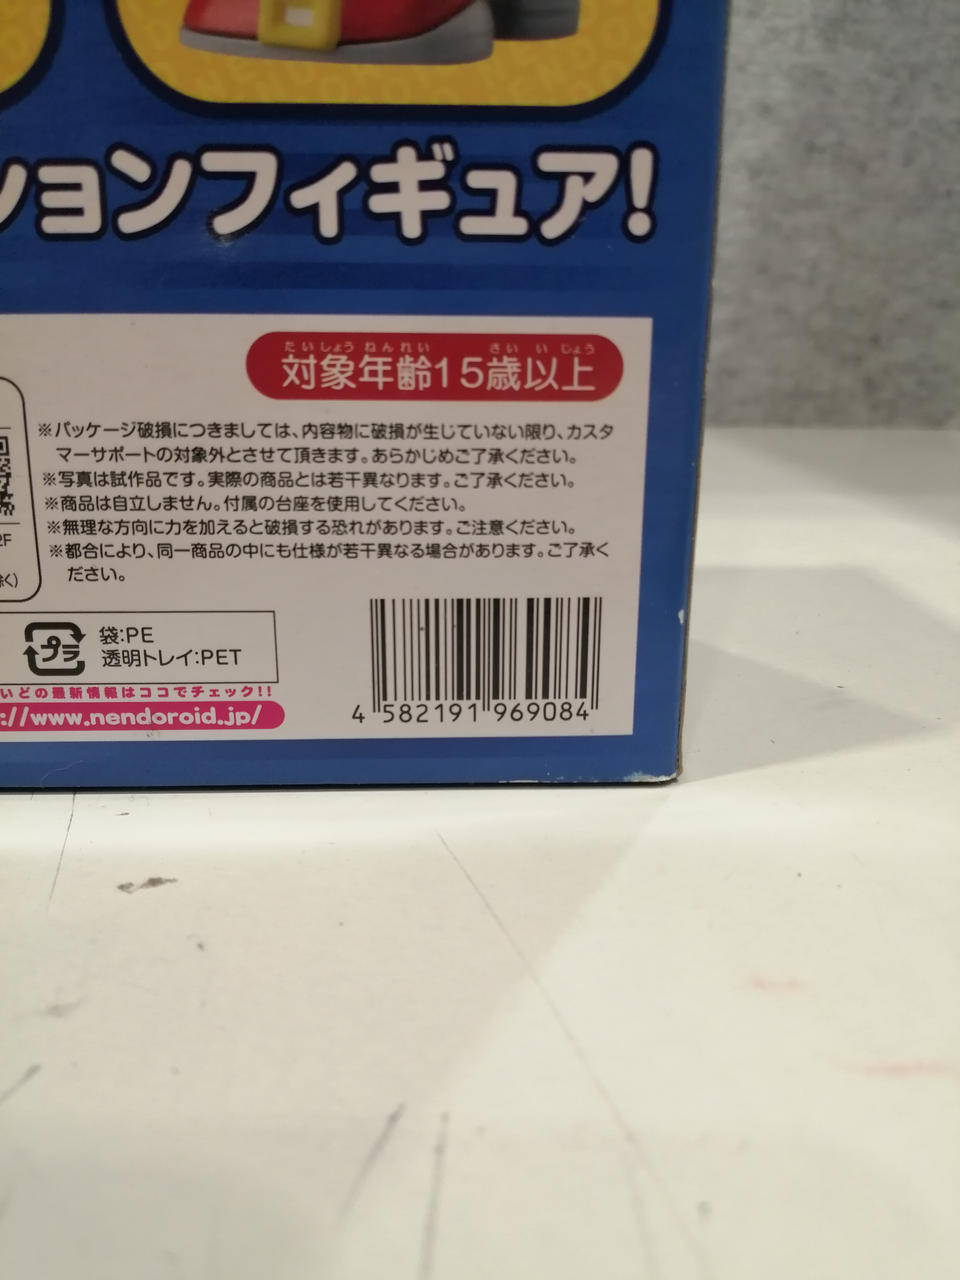 ションフィギュア!
たいしょう ねんれい さい い じょう
対象年齢15歳以上
※パッケージ破損につきましては、内容物に破損が生じていない限り、カスタ
マーサポートの対象外とさせて頂きます。あらかじめご了承ください。
※写真は試作品です。実際の商品とは若干異なります。ご了承ください。
※商品は自立しません。付属の台座を使用してください。
※無理な方向に力を加えると破損する恐れがあります。ご注意ください。
※都合により、同一商品の中にも仕様が若干異なる場合があります。ご了承く
ださい。
2F
除く)
プラ
袋:PE
透明トレイ:PET
いどの最新情報はココでチェック!!
://www.nendoroid.jp/
4 582191 969084